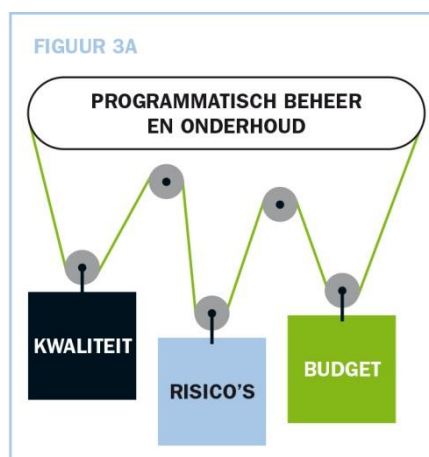 FIGUUR 3A
PROGRAMMATISCH BEHEER
EN ONDERHOUD
KWALITEIT
RISICO'S
BUDGET